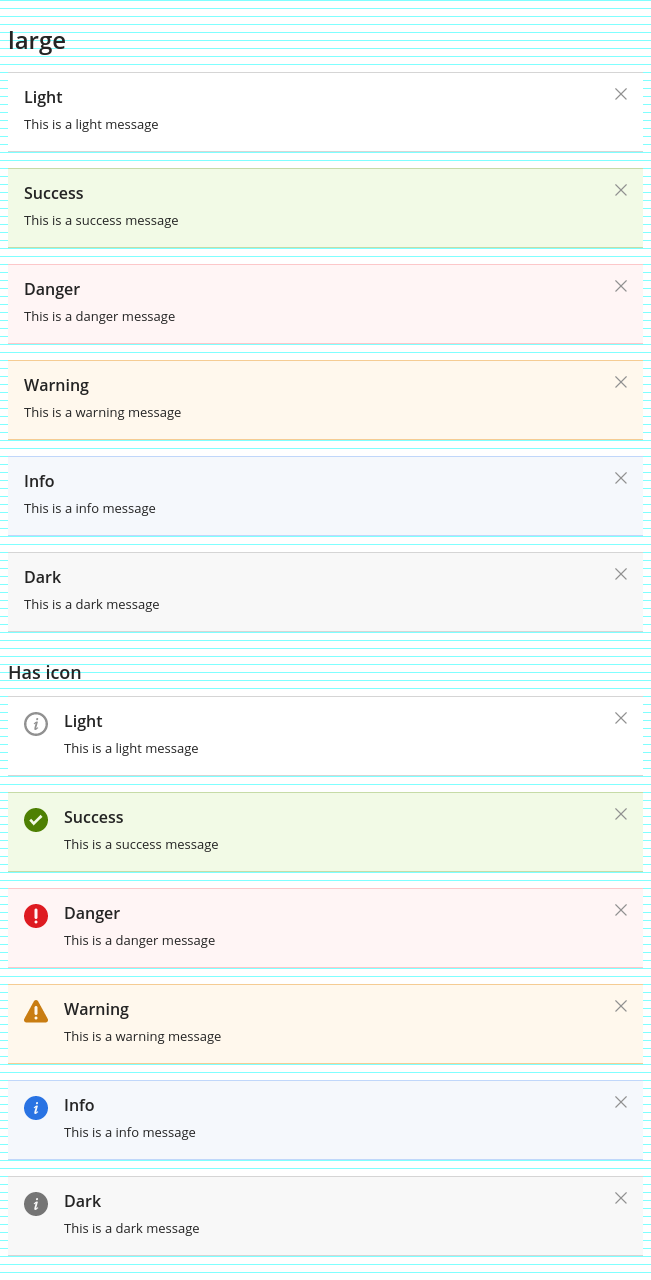 large
Light
This is a light message
Success
This is a success message
Danger
This is a danger message
Warning
This is a warning message
Info
This is a info message
Dark
This is a dark message
Has icon
Light
This is a light message
Success
This is a success message
Danger
This is a danger message
Warning
This is a warning message
Info
This is a info message
Dark
This is a dark message